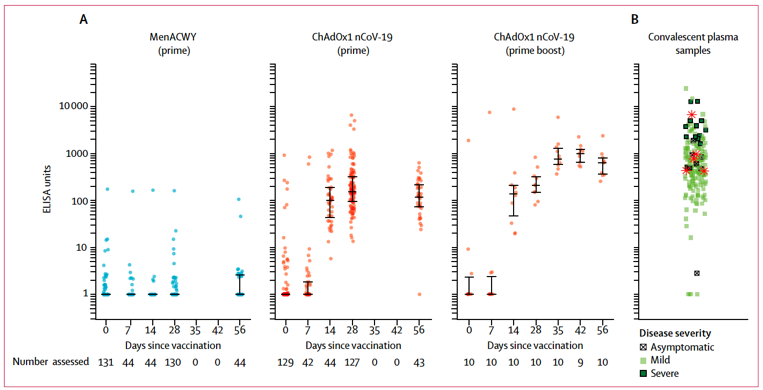 A
B
MenACWY
(prime)
ChAdOx1 nCoV-19
(prime)
ChAdOx1 nCoV-19
(prime boost)
Convalescent plasma
samples
ELISA units
10000
1000
100
10
1
0 7 14 28 35 42 56
0 7 14 28 35 42 56
0 7 14 28 35 42 56
Days since vaccination
Days since vaccination
Days since vaccination
Number assessed 131 44 44 130 0 0 44
129 42 44 127 0 0 43
10 10 10 10 10 9 10
Disease severity
Asymptomatic
Mild
Severe